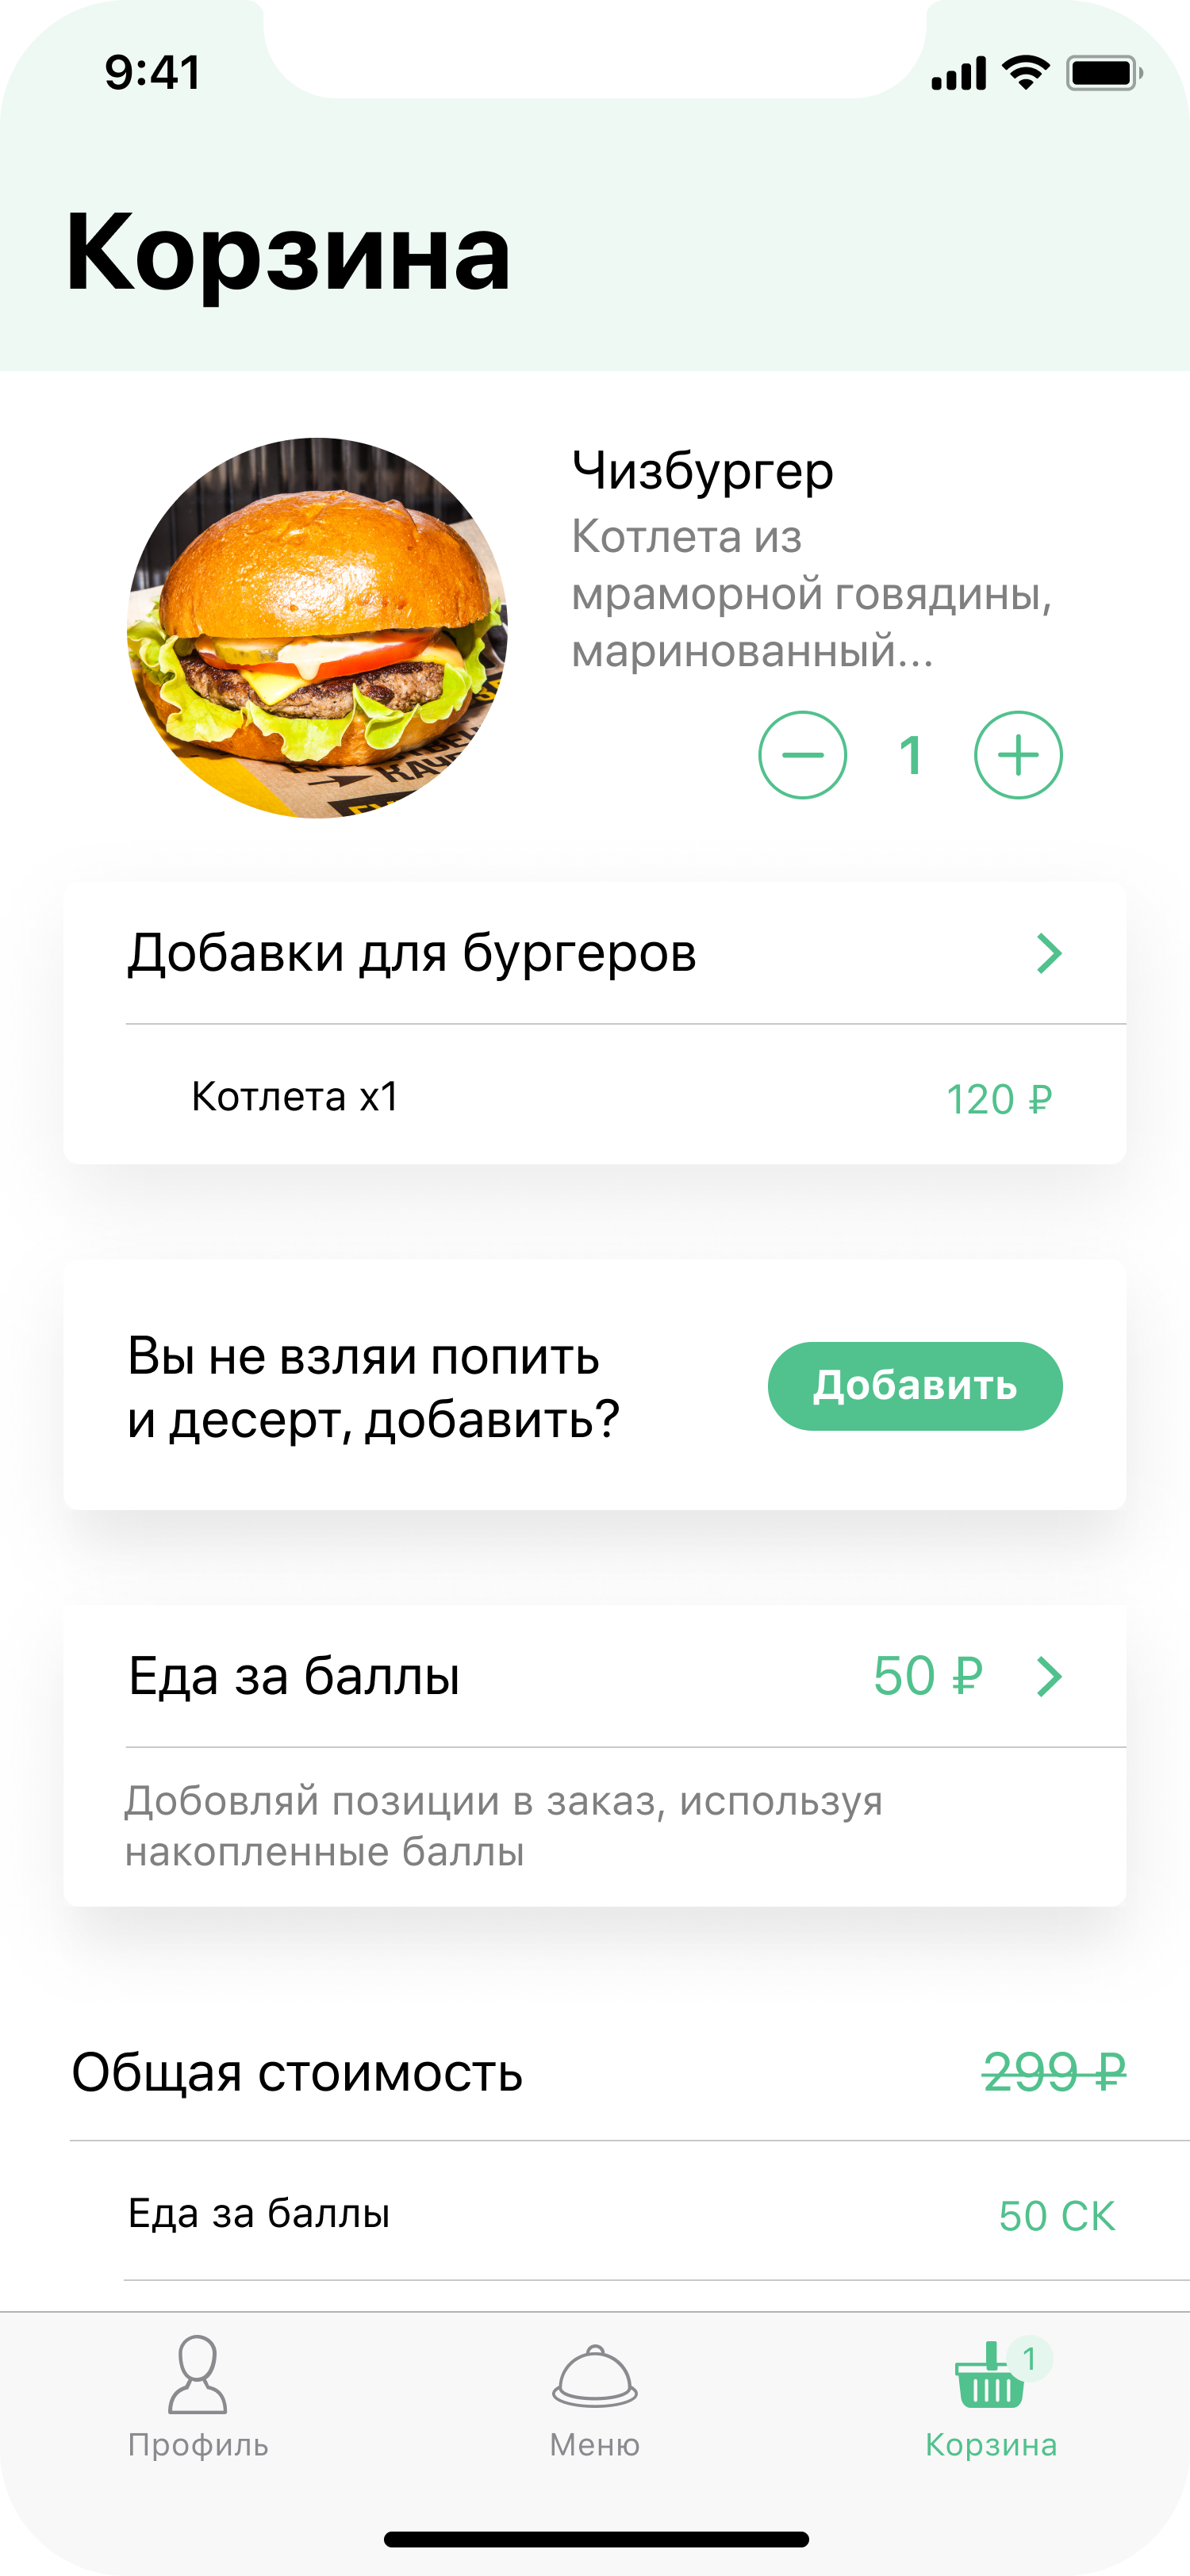 9:41
Корзина
Чизбургер
Котлета из
мраморной говядины,
маринованный...
1
Добавки для бургеров
Котлета x1
120 ₽
Вы не взляи попить
и десерт, добавить?
Добавить
Еда за баллы
50 ₽
Добовляй позиции в заказ, используя
накопленные баллы
Общая стоимость
299 ₽
Еда за баллы
50 СК
1
Профиль
Меню
Корзина